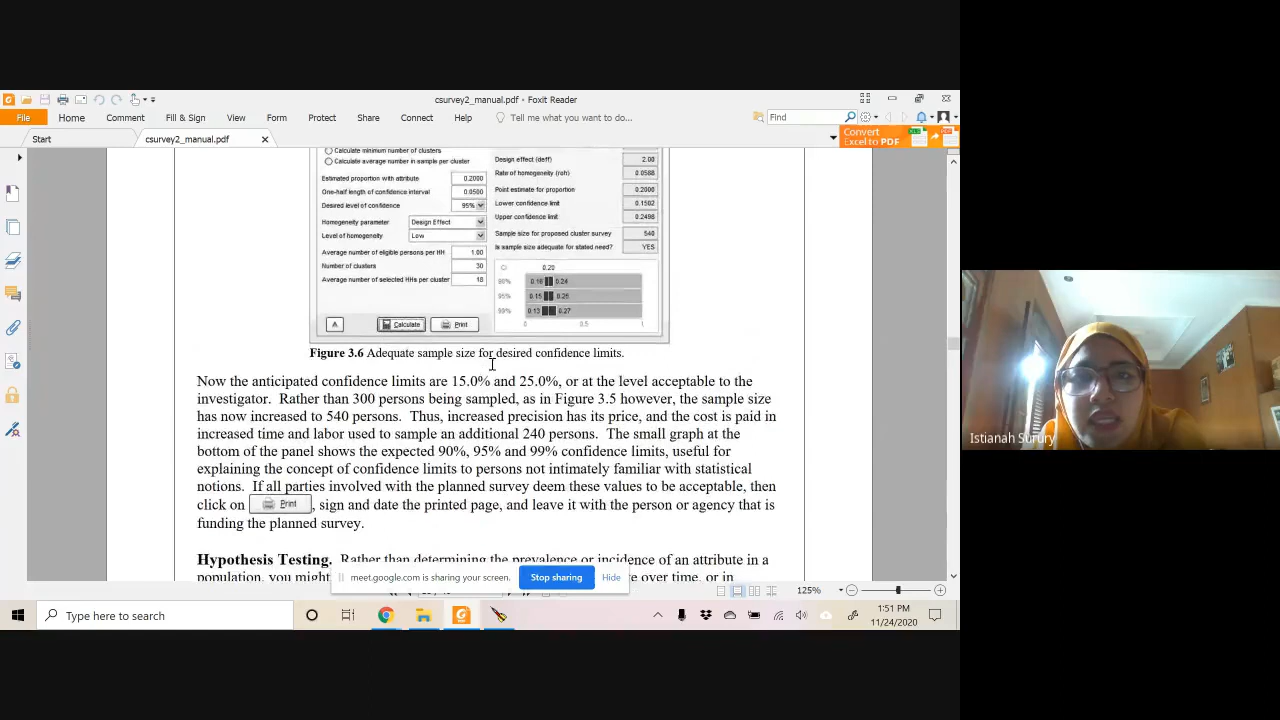 csurvey2_manual.pdf - Foxit Reader
File Home Comment Fill & Sign View Form Protect Share Connect Help Tell me what you want to do... Find
Start csurvey2_manual.pdf
Convert
Excel to PDF
Calculate minimum number of clusters
Calculate average number in sample per cluster
Estimated proportion with attribute 0.2000
One-half length of confidence interval 0.0500
Desired level of confidence 95%
Homogeneity parameter Design Effect
Level of homogeneity Low
Average number of eligible persons per HH 1.00
Number of clusters 30
Average number of selected HHs per cluster 18
Calculate Print
Design effect (deff) 2.00
Rate of homogeneity (roh) 0.0588
Point estimate for proportion 0.2000
Lower confidence limit 0.1502
Upper confidence limit 0.2498
Sample size for proposed cluster survey 540
Is sample size adequate for stated need? YES
CI 0.20
0.16 0.24
95% 0.15 0.25
99% 0.13 0.27
0 0.5 1
Figure 3.6 Adequate sample size for desired confidence limits.
Now the anticipated confidence limits are 15.0% and 25.0%, or at the level acceptable to the
investigator. Rather than 300 persons being sampled, as in Figure 3.5 however, the sample size
has now increased to 540 persons. Thus, increased precision has its price, and the cost is paid in
increased time and labor used to sample an additional 240 persons. The small graph at the
bottom of the panel shows the expected 90%, 95% and 99% confidence limits, useful for
explaining the concept of confidence limits to persons not intimately familiar with statistical
notions. If all parties involved with the planned survey deem these values to be acceptable, then
click on Print , sign and date the printed page, and leave it with the person or agency that is
funding the planned survey.
Hypothesis Testing. Rather than determining the prevalence or incidence of an attribute in a
population, you might e over time, or in
meet.google.com is sharing your screen. Stop sharing Hide
125%
Type here to search
1:51 PM
11/24/2020
Istianah Surury